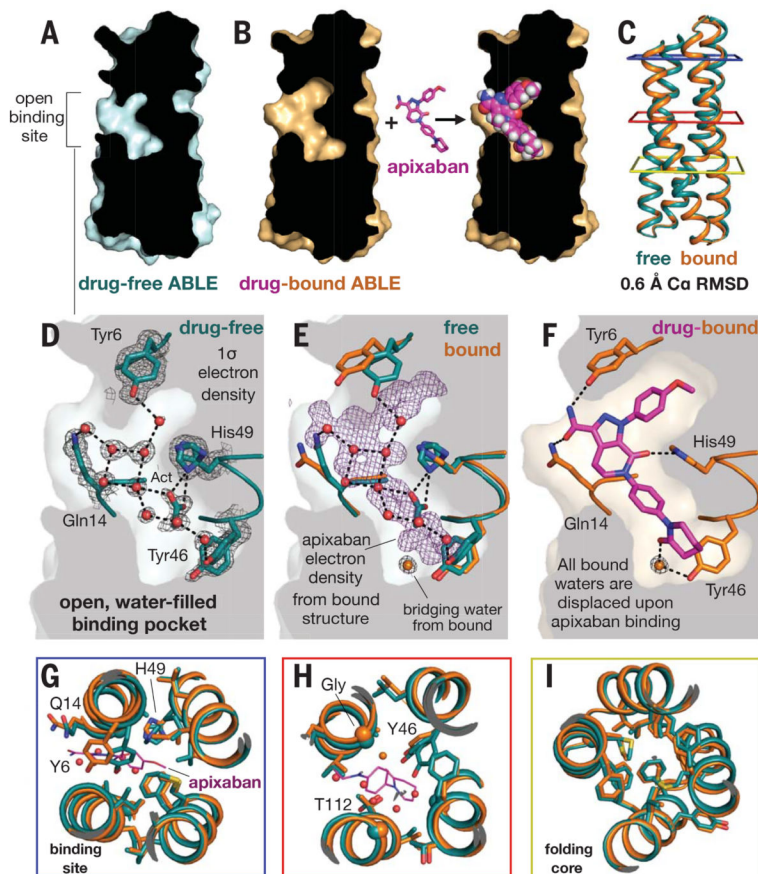 A
B
C
open
binding
site
+
apixaban
drug-free ABLE
drug-bound ABLE
free bound
0.6 Å Cα RMSD
D
Tyr6
drug-free
1σ
electron
density
Act
His49
Gln14
Tyr46
open, water-filled
binding pocket
E
free
bound
apixaban
electron
density
from bound
structure
bridging water
from bound
F
Tyr6
drug-bound
His49
Gln14
All bound
waters are
displaced upon
apixaban binding
Tyr46
G
H49
Q14
Y6
apixaban
binding
site
H
Gly
Y46
T112
I
folding
core